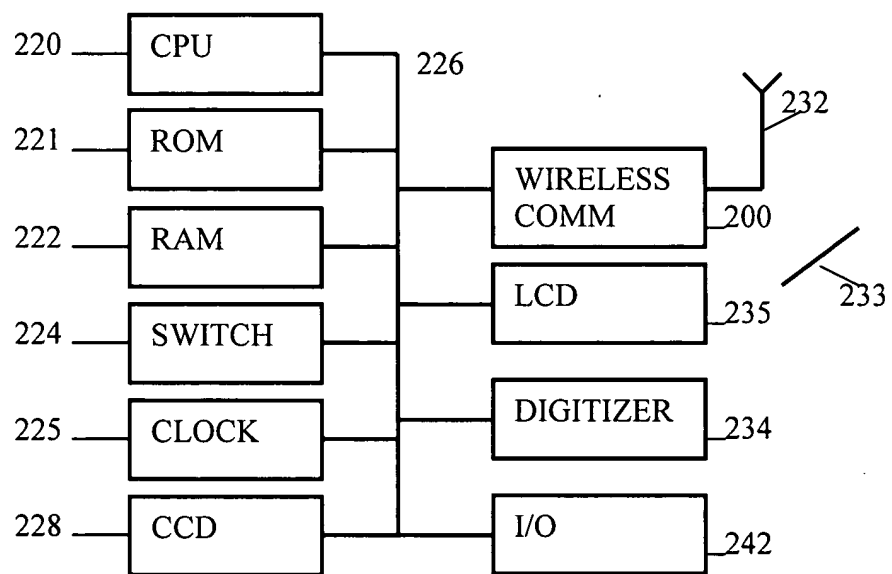 220 CPU
226
232
221 ROM
WIRELESS
COMM
200
222 RAM
LCD
235
233
224 SWITCH
DIGITIZER
234
225 CLOCK
228 CCD
I/O
242